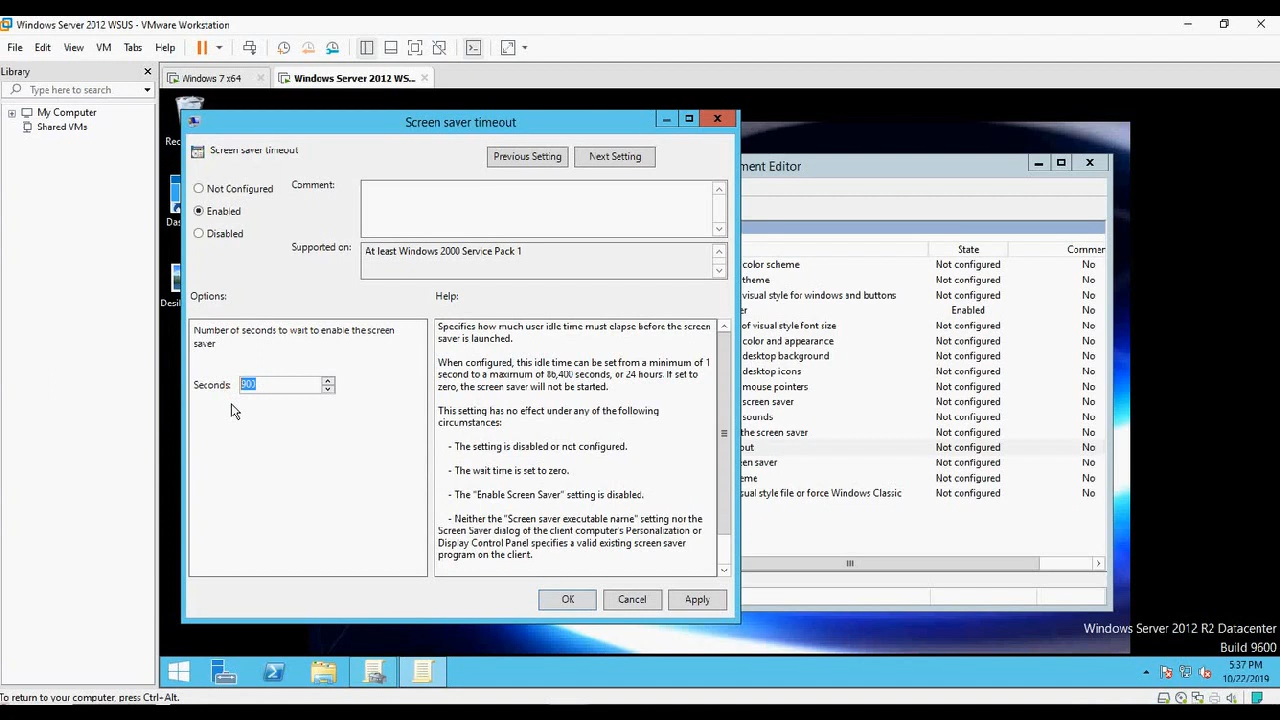 Windows Server 2012 WSUS - VMware Workstation
File Edit View VM Tabs Help
Library
Type here to search
My Computer
Shared VMs
Windows 7 x64
Windows Server 2012 WS...
Rec
Das
Desil
Screen saver timeout
Screen saver timeout
Previous Setting
Next Setting
Not Configured
Enabled
Disabled
Comment:
Supported on:
At least Windows 2000 Service Pack 1
Options:
Help:
Number of seconds to wait to enable the screen
saver
Seconds: 900
Specifies how much user idle time must elapse before the screen
saver is launched.
When configured, this idle time can be set from a minimum of 1
second to a maximum of 86,400 seconds, or 24 hours. If set to
zero, the screen saver will not be started.
This setting has no effect under any of the following
circumstances:
- The setting is disabled or not configured.
- The wait time is set to zero.
- The "Enable Screen Saver" setting is disabled.
- Neither the "Screen saver executable name" setting nor the
Screen Saver dialog of the client computer's Personalization or
Display Control Panel specifies a valid existing screen saver
program on the client.
OK
Cancel
Apply
ment Editor
State Commer
color scheme Not configured No
theme Not configured No
visual style for windows and buttons Not configured No
er Enabled No
of visual style font size Not configured No
color and appearance Not configured No
desktop background Not configured No
desktop icons Not configured No
mouse pointers Not configured No
screen saver Not configured No
sounds Not configured No
the screen saver Not configured No
out Not configured No
een saver Not configured No
eme Not configured No
sual style file or force Windows Classic Not configured No
Windows Server 2012 R2 Datacenter
Build 9600
5:37 PM
10/22/2019
To return to your computer, press Ctrl+Alt.